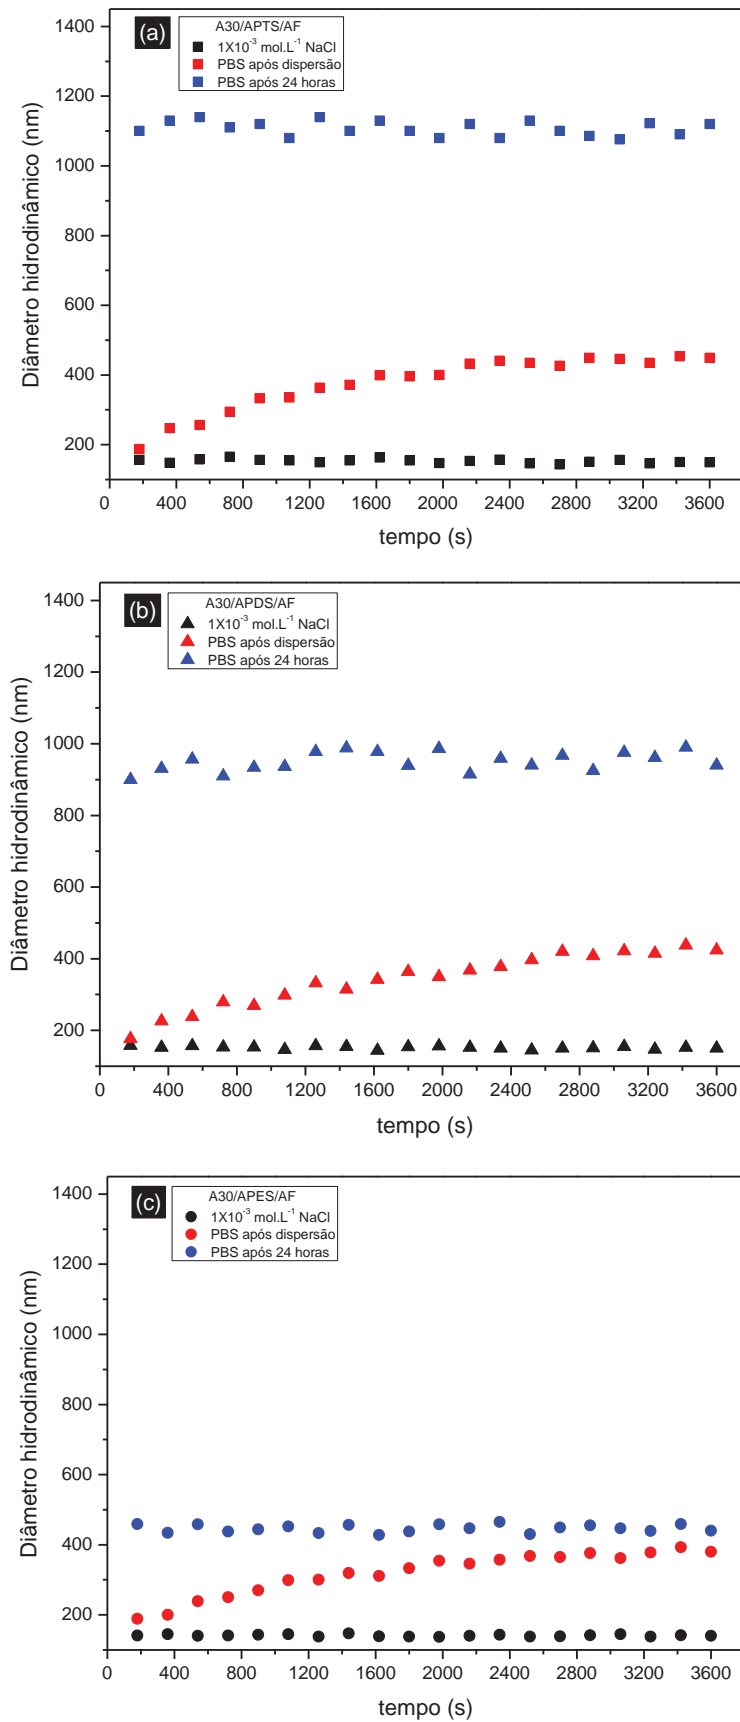 (a)
A30/APTS/AF
1X10⁻³ mol.L⁻¹ NaCl
PBS após dispersão
PBS após 24 horas
Diâmetro hidrodinâmico (nm)
1400
1200
1000
800
600
400
200
0 400 800 1200 1600 2000 2400 2800 3200 3600
tempo (s)
(b)
A30/APDS/AF
1X10⁻³ mol.L⁻¹ NaCl
PBS após dispersão
PBS após 24 horas
Diâmetro hidrodinâmico (nm)
1400
1200
1000
800
600
400
200
0 400 800 1200 1600 2000 2400 2800 3200 3600
tempo (s)
(c)
A30/APES/AF
1X10⁻³ mol.L⁻¹ NaCl
PBS após dispersão
PBS após 24 horas
Diâmetro hidrodinâmico (nm)
1400
1200
1000
800
600
400
200
0 400 800 1200 1600 2000 2400 2800 3200 3600
tempo (s)